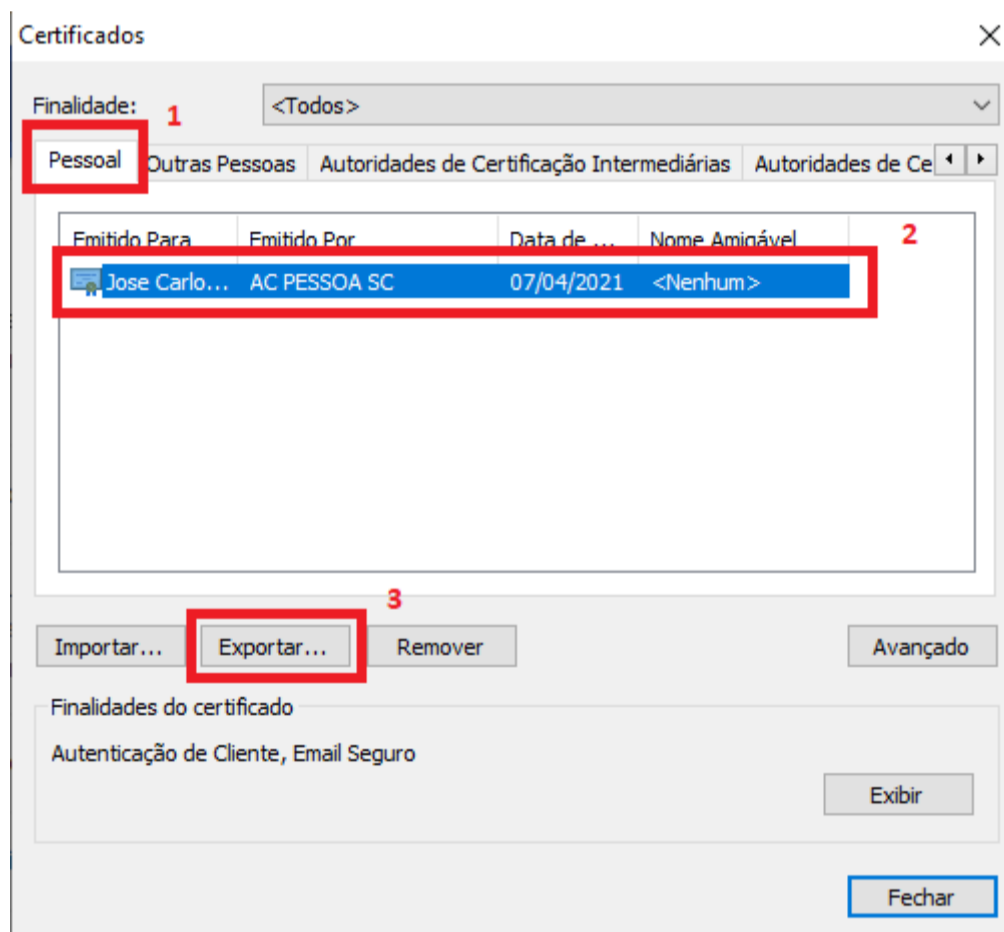 Certificados
Finalidade: <Todos>
1
Pessoal Outras Pessoas Autoridades de Certificação Intermediárias Autoridades de Ce
Emitido Para Emitido Por Data de ... Nome Amigável
2
Jose Carlo... AC PESSOA SC 07/04/2021 <Nenhum>
3
Importar... Exportar... Remover Avançado
Finalidades do certificado
Autenticação de Cliente, Email Seguro
Exibir
Fechar